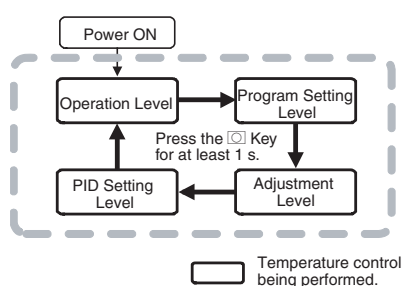 Power ON
Operation Level
Program Setting
Level
Press the Key
for at least 1 s.
PID Setting
Level
Adjustment
Level
Temperature control
being performed.